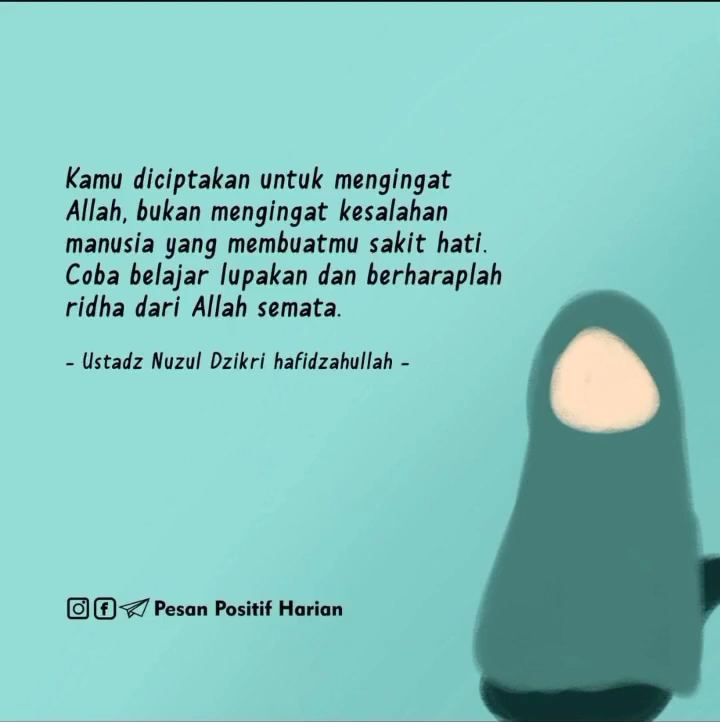 Kamu diciptakan untuk mengingat
Allah, bukan mengingat kesalahan
manusia yang membuatmu sakit hati.
Coba belajar lupakan dan berharaplah
ridha dari Allah semata.
- Ustadz Nuzul Dzikri hafidzahullah -
Pesan Positif Harian